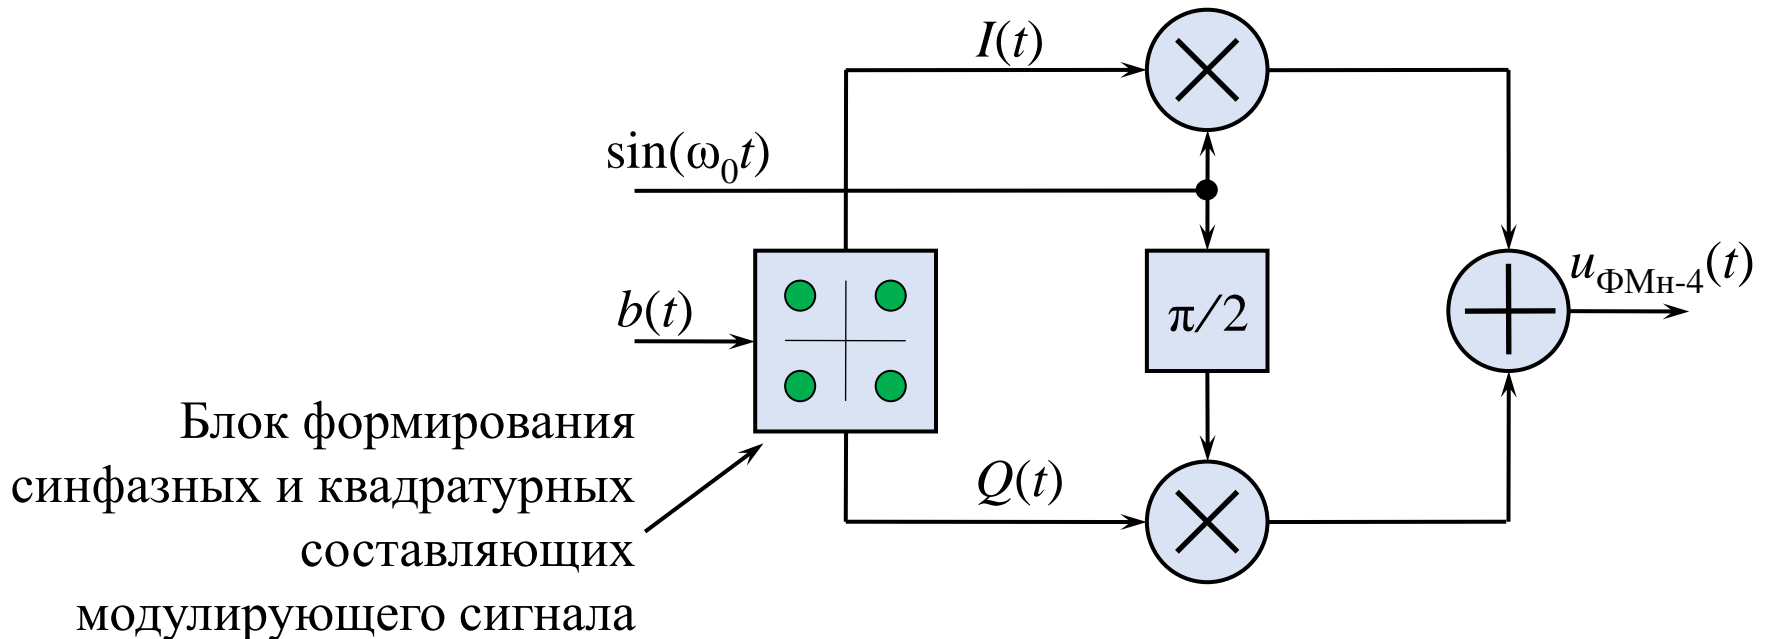 I(t)
sin(ω₀t)
b(t)
π/2
uФМн-4(t)
Блок формирования
синфазных и квадратурных
составляющих
модулирующего сигнала
Q(t)